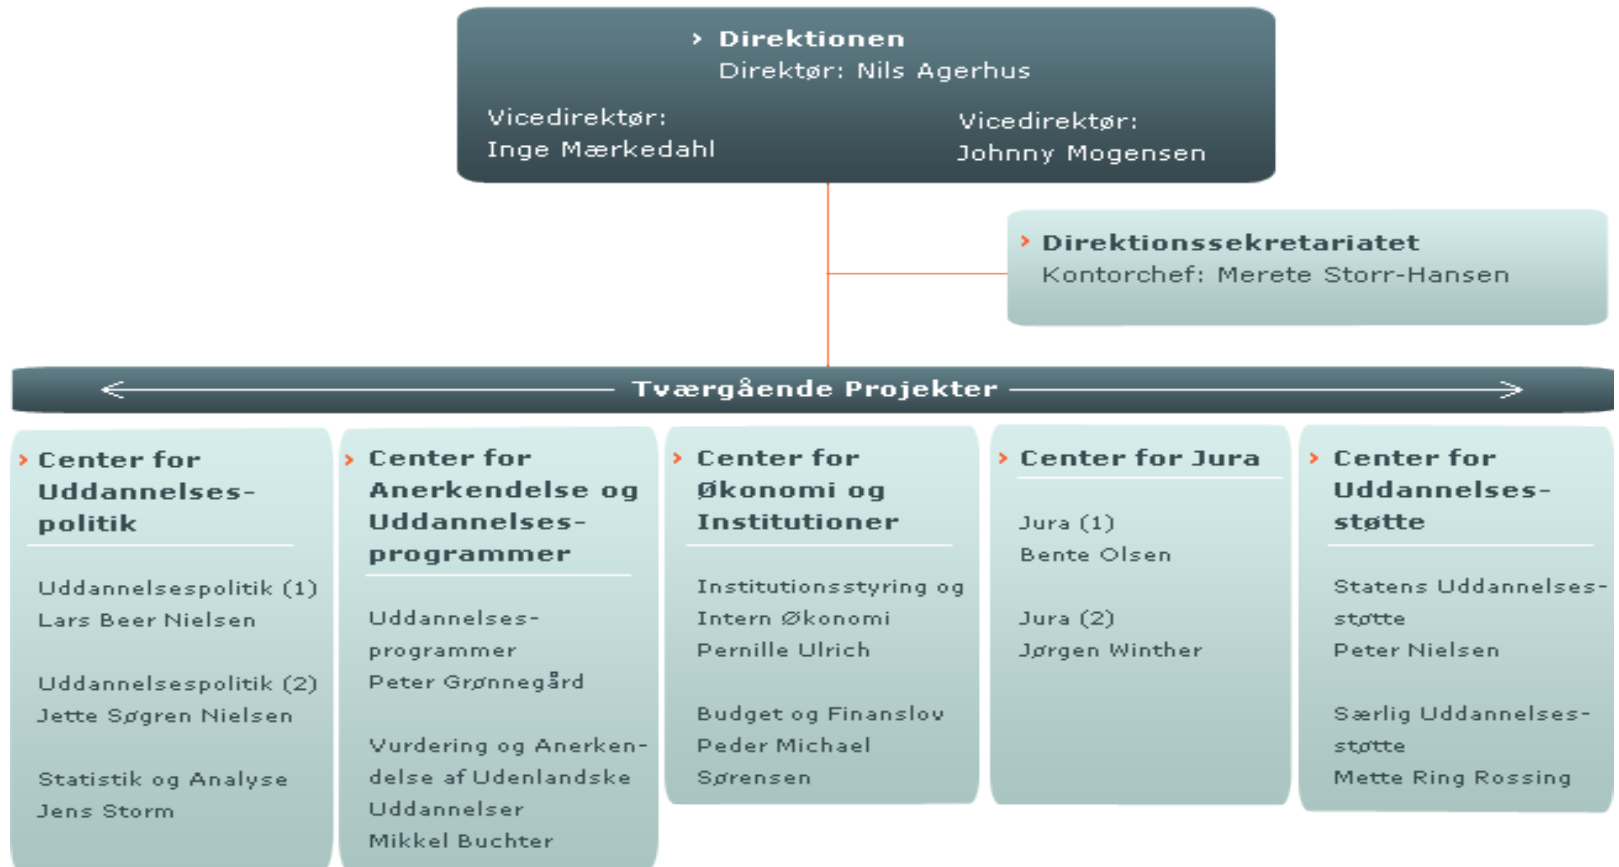 Direktionen
Direktør: Nils Agerhus
Vicedirektør:
Inge Mærkedahl
Vicedirektør:
Johnny Mogensen
Direktionssekretariatet
Kontorchef: Merete Storr-Hansen
Tværgående Projekter
Center for
Uddannelses-
politik
Uddannelsespolitik (1)
Lars Beer Nielsen
Uddannelsespolitik (2)
Jette Søgren Nielsen
Statistik og Analyse
Jens Storm
Center for
Anerkendelse og
Uddannelses-
programmer
Uddannelses-
programmer
Peter Grønnegård
Vurdering og Anerken-
delse af Udenlandske
Uddannelser
Mikkel Buchter
Center for
Økonomi og
Institutioner
Institutionsstyring og
Intern Økonomi
Pernille Ulrich
Budget og Finanslov
Peder Michael
Sørensen
Center for Jura
Jura (1)
Bente Olsen
Jura (2)
Jørgen Winther
Center for
Uddannelses-
støtte
Statens Uddannelses-
støtte
Peter Nielsen
Særlig Uddannelses-
støtte
Mette Ring Rossing